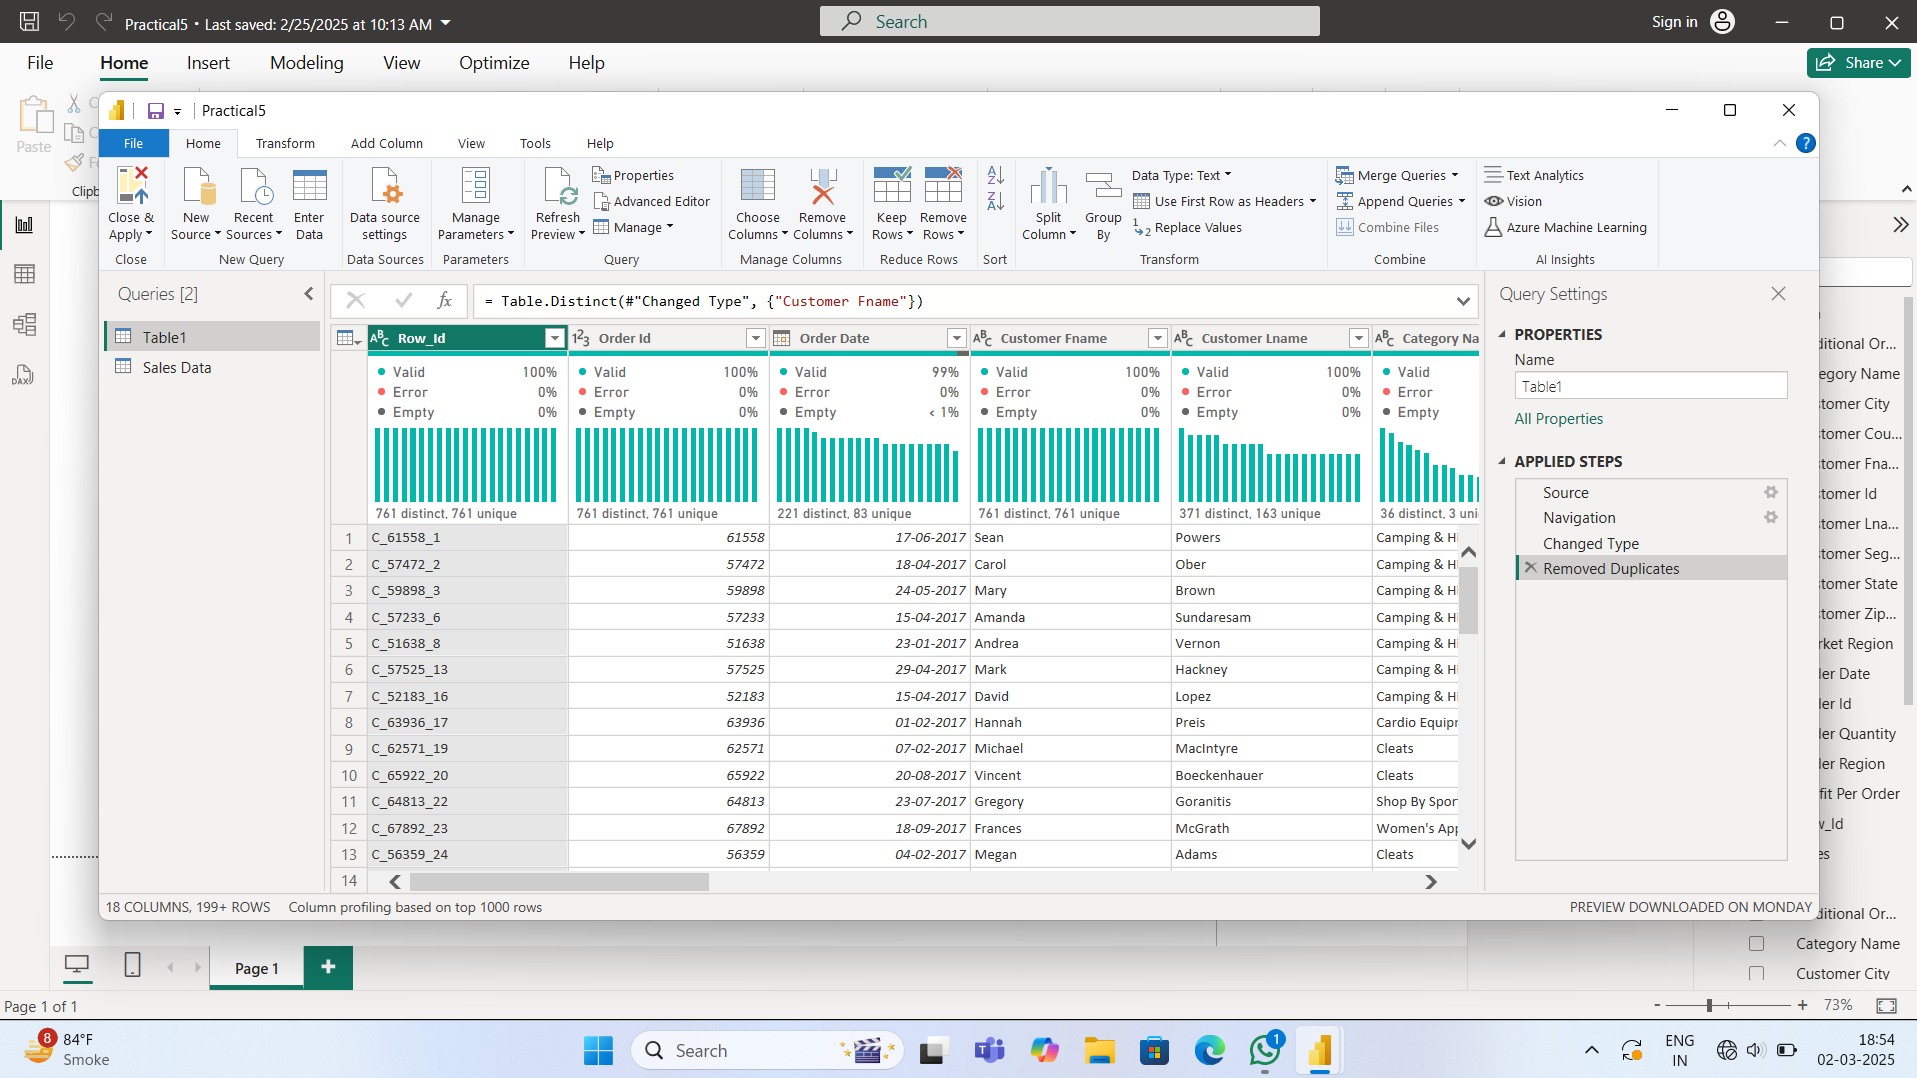 Practical5 • Last saved: 2/25/2025 at 10:13 AM
Search
Sign in
File Home Insert Modeling View Optimize Help
Share
Paste
Clipb
Practical5
File Home Transform Add Column View Tools Help
Close & Apply
New Source
Recent Sources
Enter Data
Data source settings
Manage Parameters
Refresh Preview
Properties
Advanced Editor
Manage
Choose Columns
Remove Columns
Keep Rows
Remove Rows
Split Column
Group By
Data Type: Text
Use First Row as Headers
Replace Values
Merge Queries
Append Queries
Combine Files
Text Analytics
Vision
Azure Machine Learning
Close New Query Data Sources Parameters Query Manage Columns Reduce Rows Sort Transform Combine AI Insights
Queries [2]
Table1
Sales Data
fx
= Table.Distinct(#"Changed Type", {"Customer Fname"})
ABC Row_Id 123 Order Id Order Date ABC Customer Fname ABC Customer Lname ABC Category Na
Valid 100% Valid 100% Valid 99% Valid 100% Valid 100% Valid
Error 0% Error 0% Error 0% Error 0% Error 0% Error
Empty 0% Empty 0% Empty < 1% Empty 0% Empty 0% Empty
761 distinct, 761 unique 761 distinct, 761 unique 221 distinct, 83 unique 761 distinct, 761 unique 371 distinct, 163 unique 36 distinct, 3 uni
1 C_61558_1 61558 17-06-2017 Sean Powers Camping & Hi
2 C_57472_2 57472 18-04-2017 Carol Ober Camping & Hi
3 C_59898_3 59898 24-05-2017 Mary Brown Camping & Hi
4 C_57233_6 57233 15-04-2017 Amanda Sundaresam Camping & Hi
5 C_51638_8 51638 23-01-2017 Andrea Vernon Camping & Hi
6 C_57525_13 57525 29-04-2017 Mark Hackney Camping & Hi
7 C_52183_16 52183 15-04-2017 David Lopez Camping & Hi
8 C_63936_17 63936 01-02-2017 Hannah Preis Cardio Equipr
9 C_62571_19 62571 07-02-2017 Michael MacIntyre Cleats
10 C_65922_20 65922 20-08-2017 Vincent Boeckenhauer Cleats
11 C_64813_22 64813 23-07-2017 Gregory Goranitis Shop By Spor
12 C_67892_23 67892 18-09-2017 Frances McGrath Women's App
13 C_56359_24 56359 04-02-2017 Megan Adams Cleats
14
Query Settings
PROPERTIES
Name
Table1
All Properties
APPLIED STEPS
Source
Navigation
Changed Type
Removed Duplicates
18 COLUMNS, 199+ ROWS Column profiling based on top 1000 rows
PREVIEW DOWNLOADED ON MONDAY
ditional Or...
egory Name
tomer City
tomer Cou...
tomer Fna...
tomer Id
tomer Lna...
tomer Seg...
tomer State
tomer Zip...
rket Region
ler Date
ler Id
ler Quantity
ler Region
fit Per Order
w_Id
es
ditional Or...
Category Name
Customer City
DAX
Page 1
+
Page 1 of 1
- + 73%
8
84°F
Smoke
Search
1
ENG
IN
18:54
02-03-2025